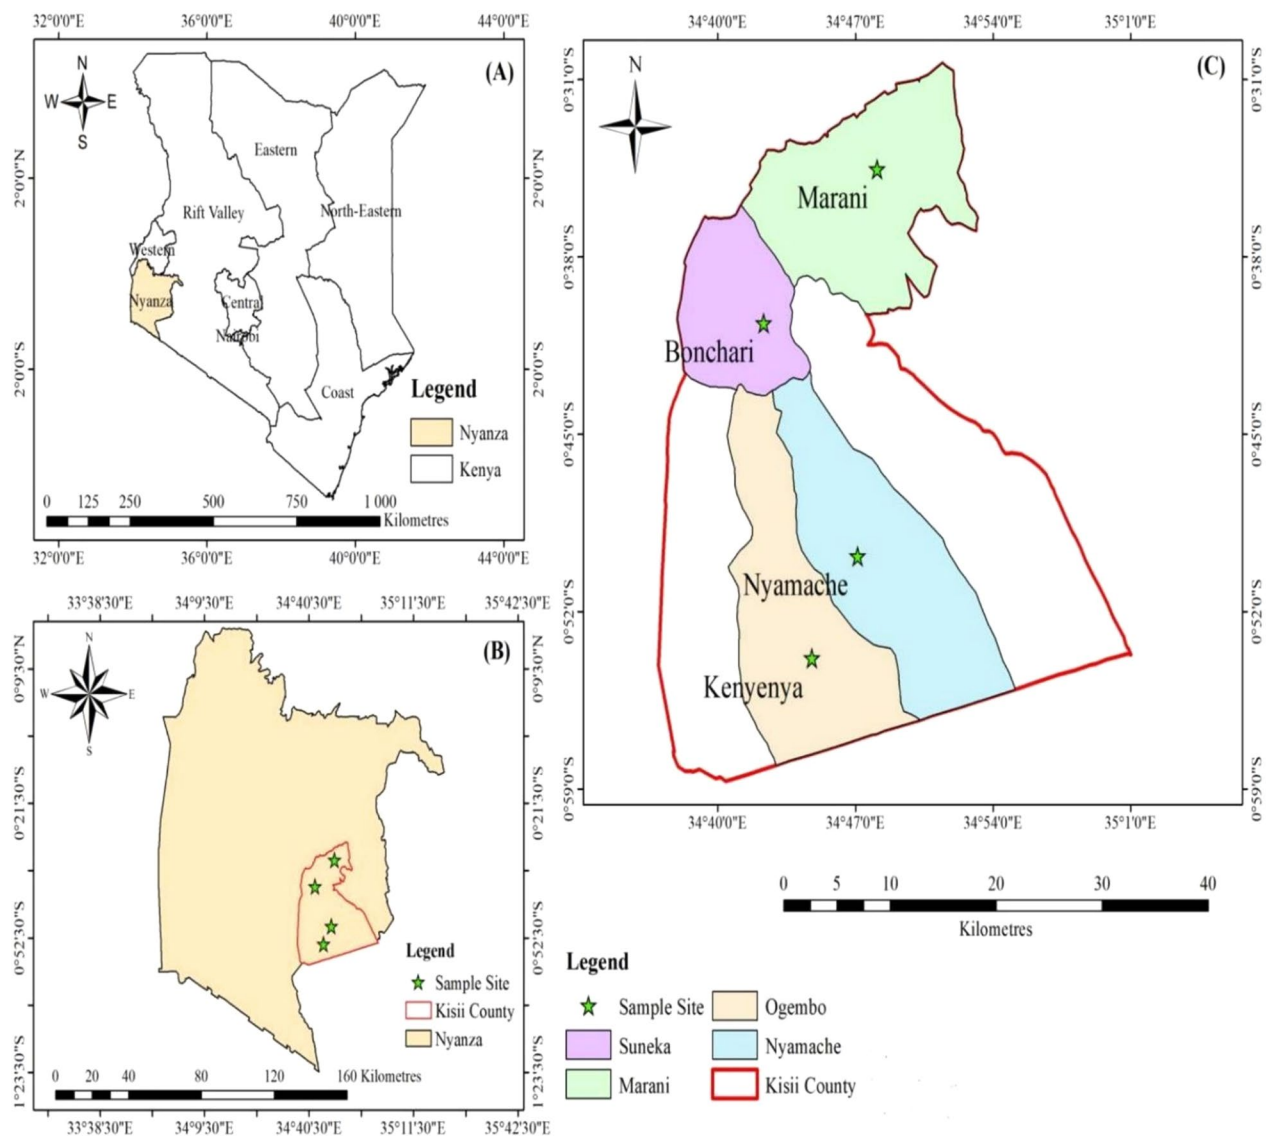 32°0'0"E 36°0'0"E 40°0'0"E 44°0'0"E
(A)
N
W E
S
2°0'0"N 2°0'0"N
2°0'0"S 2°0'0"S
Eastern
Rift Valley
North-Eastern
Western
Nyanza
Central
Nairobi
Coast
Legend
Nyanza
Kenya
0 125 250 500 750 1 000
Kilometres
32°0'0"E 36°0'0"E 40°0'0"E 44°0'0"E
33°38'30"E 34°9'30"E 34°40'30"E 35°11'30"E 35°42'30"E
(B)
N
W E
S
0°9'30"N 0°9'30"N
0°21'30"S 0°21'30"S
0°52'30"S 0°52'30"S
1°23'30"S 1°23'30"S
Legend
Sample Site
Kisii County
Nyanza
0 20 40 80 120 160 Kilometres
33°38'30"E 34°9'30"E 34°40'30"E 35°11'30"E 35°42'30"E
34°40'0"E 34°47'0"E 34°54'0"E 35°1'0"E
(C)
N
0°31'0"S 0°31'0"S
0°38'0"S 0°38'0"S
0°45'0"S 0°45'0"S
0°52'0"S 0°52'0"S
0°59'0"S 0°59'0"S
Marani
Bonchari
Nyamache
Kenyenya
34°40'0"E 34°47'0"E 34°54'0"E 35°1'0"E
0 5 10 20 30 40
Kilometres
Legend
Sample Site
Ogembo
Suneka
Nyamache
Marani
Kisii County